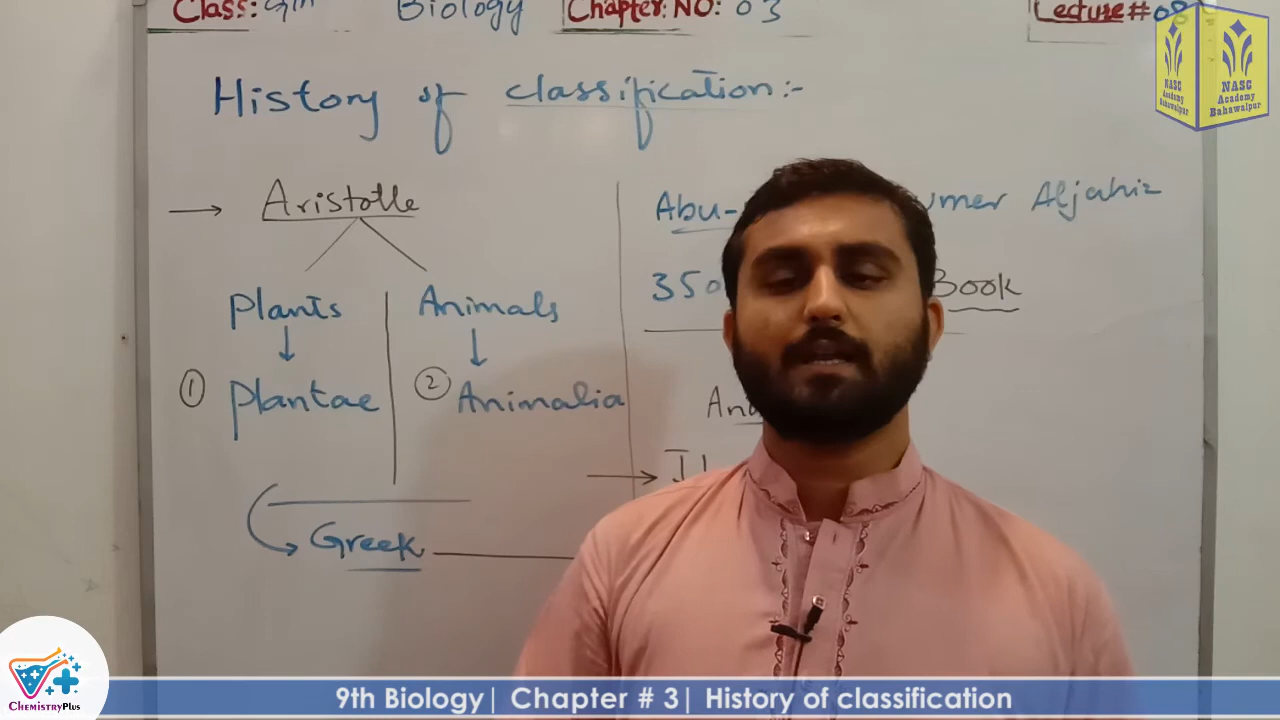 Class: 9th Biology Chapter: NO: 03 Lecture # 08
NASC Academy Bahawalpur
NASC Academy Bahawalpur
History of classification:-
Aristotle
Abu- umer Aljahiz
Plants Animals
350 Book
① Plantae ② Animalia
Greek
CHEMISTRYPLUS
9th Biology| Chapter # 3| History of classification